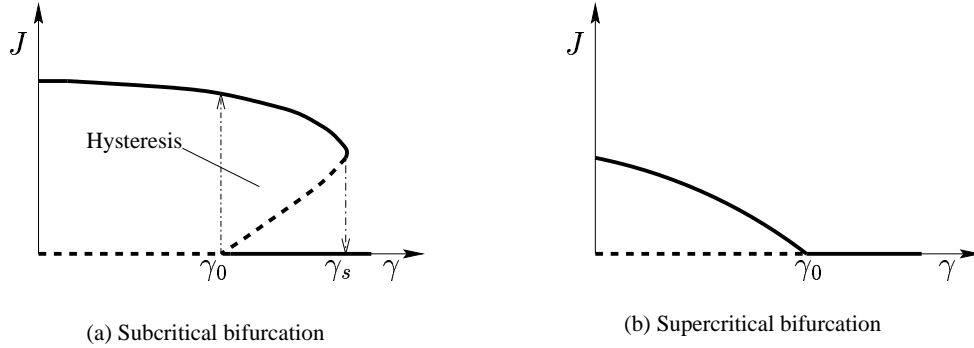 J
Hysteresis
γ₀
γₛ
γ
(a) Subcritical bifurcation
J
γ₀
γ
(b) Supercritical bifurcation